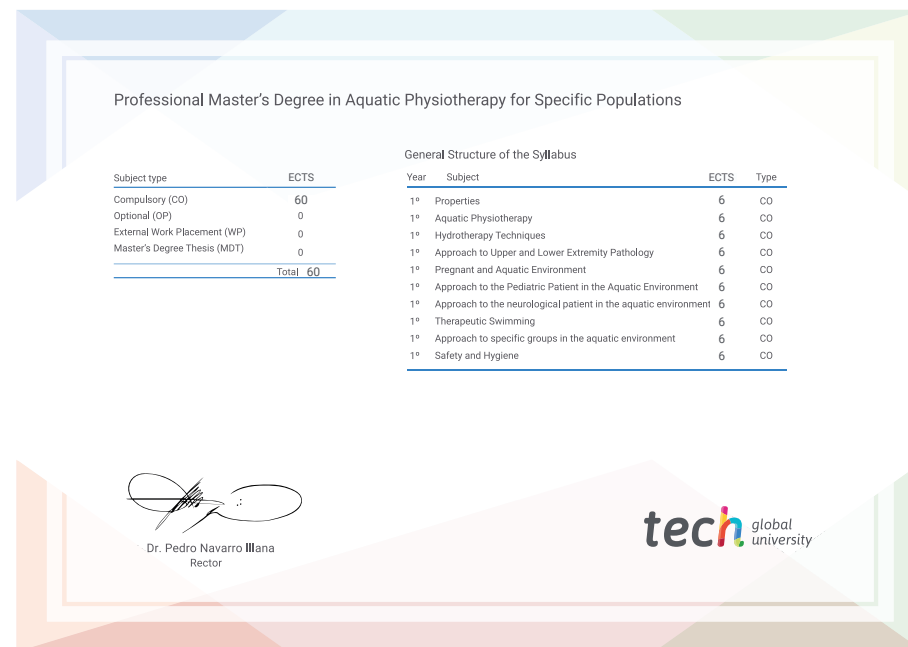 Professional Master's Degree in Aquatic Physiotherapy for Specific Populations
General Structure of the Syllabus
Subject type ECTS
Compulsory (CO) 60
Optional (OP) 0
External Work Placement (WP) 0
Master's Degree Thesis (MDT) 0
Total 60
Year Subject ECTS Type
1º Properties 6 CO
1º Aquatic Physiotherapy 6 CO
1º Hydrotherapy Techniques 6 CO
1º Approach to Upper and Lower Extremity Pathology 6 CO
1º Pregnant and Aquatic Environment 6 CO
1º Approach to the Pediatric Patient in the Aquatic Environment 6 CO
1º Approach to the neurological patient in the aquatic environment 6 CO
1º Therapeutic Swimming 6 CO
1º Approach to specific groups in the aquatic environment 6 CO
1º Safety and Hygiene 6 CO
Dr. Pedro Navarro Illana
Rector
tech global
university